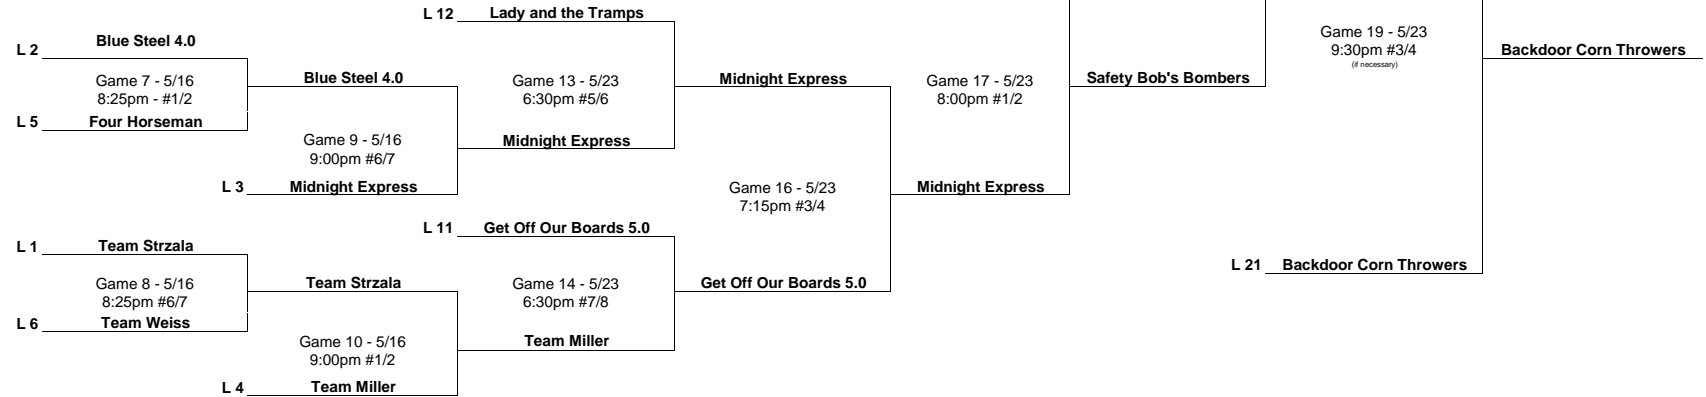 L 12 Lady and the Tramps
Game 19 - 5/23
9:30pm #3/4
(if necessary)
Backdoor Corn Throwers
L 2 Blue Steel 4.0
Game 7 - 5/16
8:25pm - #1/2
Blue Steel 4.0
Game 13 - 5/23
6:30pm #5/6
Midnight Express
Game 17 - 5/23
8:00pm #1/2
Safety Bob's Bombers
L 5 Four Horseman
Game 9 - 5/16
9:00pm #6/7
Midnight Express
L 3 Midnight Express
Game 16 - 5/23
7:15pm #3/4
Midnight Express
L 11 Get Off Our Boards 5.0
L 1 Team Strzala
Game 8 - 5/16
8:25pm #6/7
Team Strzala
Game 14 - 5/23
6:30pm #7/8
Get Off Our Boards 5.0
L 21 Backdoor Corn Throwers
L 6 Team Weiss
Game 10 - 5/16
9:00pm #1/2
Team Miller
L 4 Team Miller